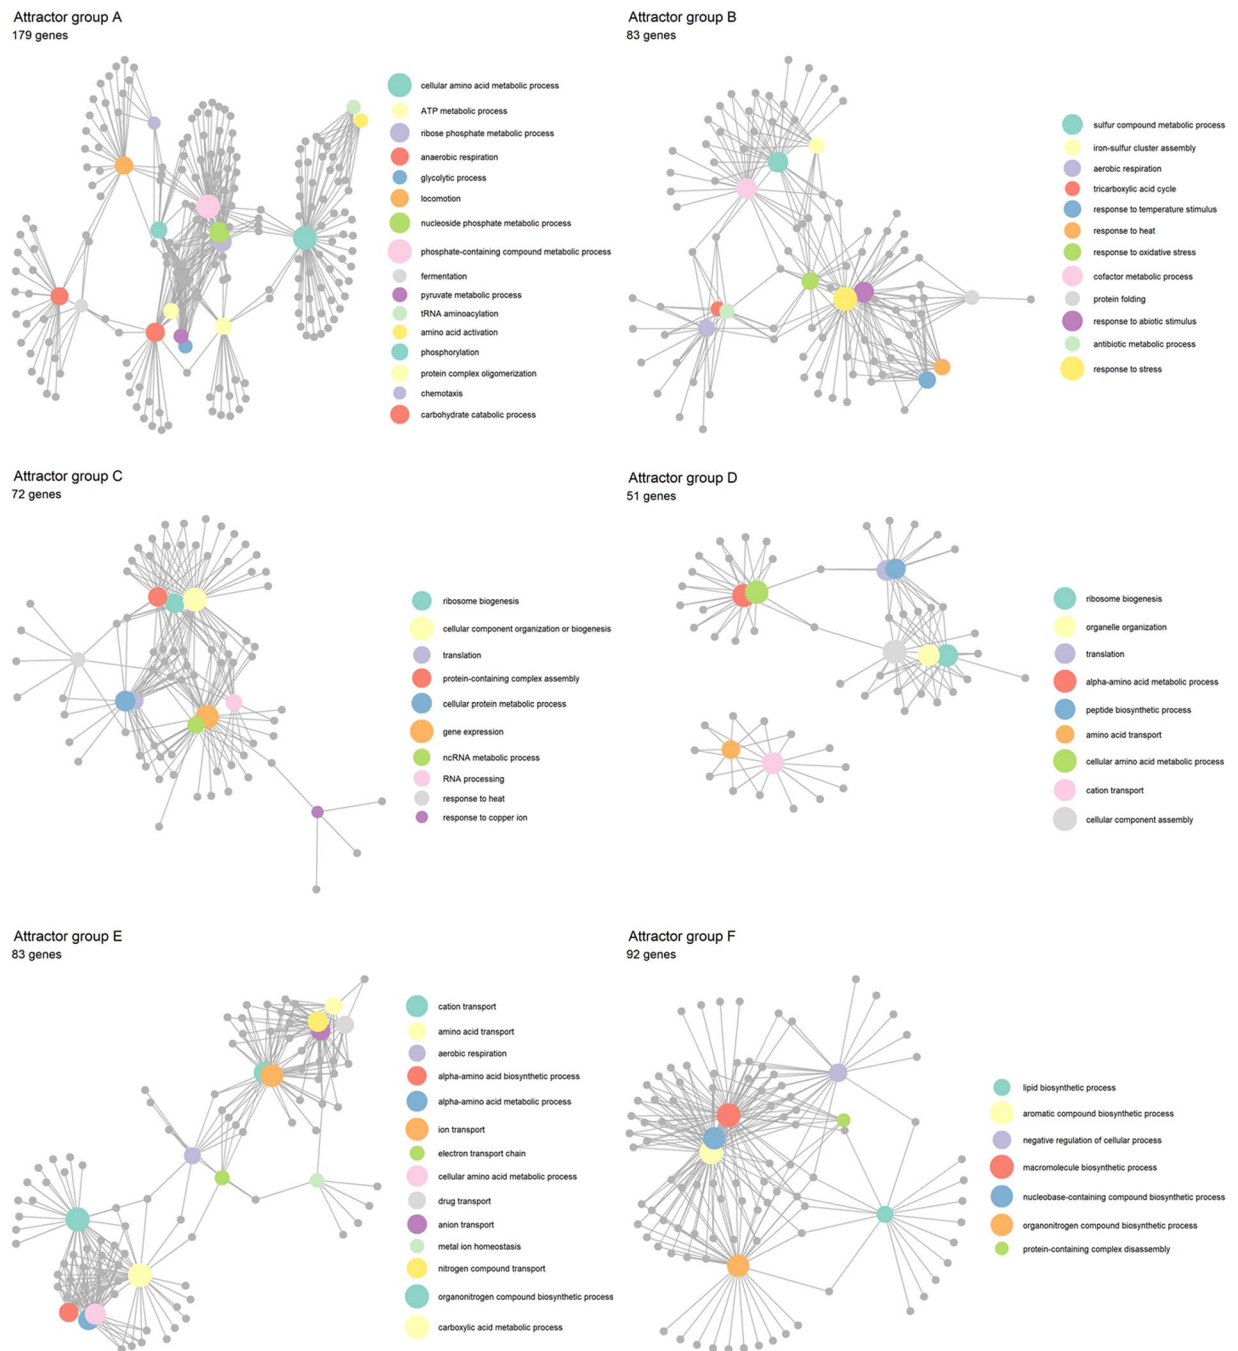 Attractor group A
179 genes
cellular amino acid metabolic process
ATP metabolic process
ribose phosphate metabolic process
anaerobic respiration
glycolytic process
locomotion
nucleoside phosphate metabolic process
phosphate-containing compound metabolic process
fermentation
pyruvate metabolic process
tRNA aminoacylation
amino acid activation
phosphorylation
protein complex oligomerization
chemotaxis
carbohydrate catabolic process
Attractor group B
83 genes
sulfur compound metabolic process
iron-sulfur cluster assembly
aerobic respiration
tricarboxylic acid cycle
response to temperature stimulus
response to heat
response to oxidative stress
cofactor metabolic process
protein folding
response to abiotic stimulus
antibiotic metabolic process
response to stress
Attractor group C
72 genes
ribosome biogenesis
cellular component organization or biogenesis
translation
protein-containing complex assembly
cellular protein metabolic process
gene expression
ncRNA metabolic process
RNA processing
response to heat
response to copper ion
Attractor group D
51 genes
ribosome biogenesis
organelle organization
translation
alpha-amino acid metabolic process
peptide biosynthetic process
amino acid transport
cellular amino acid metabolic process
cation transport
cellular component assembly
Attractor group E
83 genes
cation transport
amino acid transport
aerobic respiration
alpha-amino acid biosynthetic process
alpha-amino acid metabolic process
ion transport
electron transport chain
cellular amino acid metabolic process
drug transport
anion transport
metal ion homeostasis
nitrogen compound transport
organonitrogen compound biosynthetic process
carboxylic acid metabolic process
Attractor group F
92 genes
lipid biosynthetic process
aromatic compound biosynthetic process
negative regulation of cellular process
macromolecule biosynthetic process
nucleobase-containing compound biosynthetic process
organonitrogen compound biosynthetic process
protein-containing complex disassembly